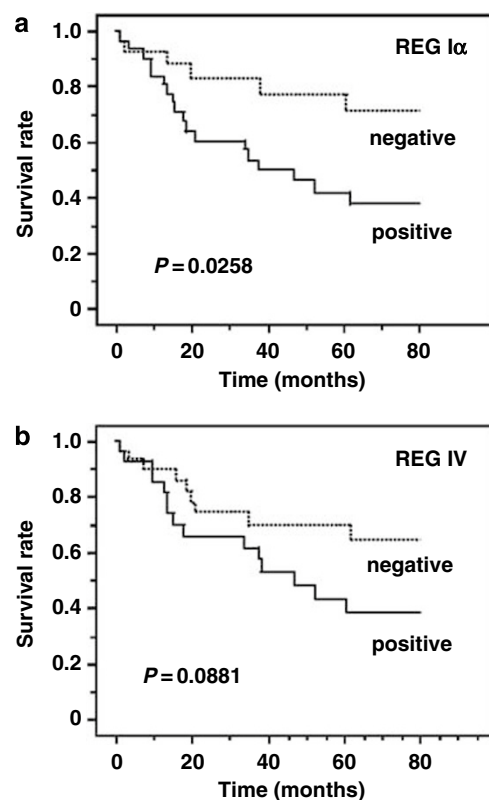 a
REG Iα
1.0
0.8
0.6
0.4
0.2
0
Survival rate
negative
positive
P = 0.0258
0 20 40 60 80
Time (months)
b
REG IV
1.0
0.8
0.6
0.4
0.2
0
Survival rate
negative
positive
P = 0.0881
0 20 40 60 80
Time (months)